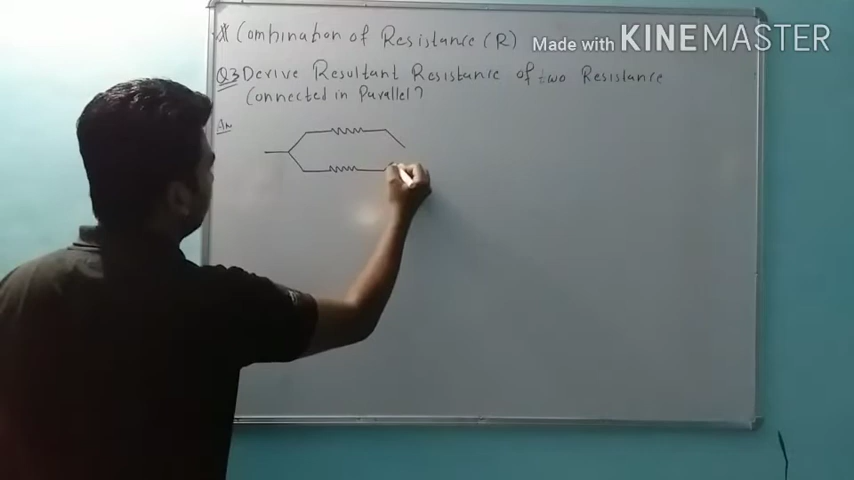 * Combination of Resistance (R)
Made with KINEMASTER
Q3 Derive Resultant Resistance of two Resistance
Connected in Parallel?
An